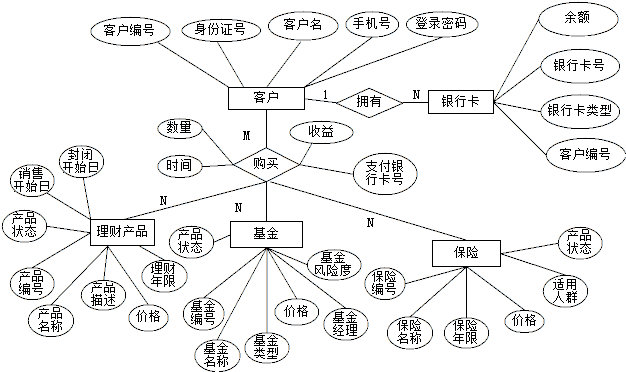 余额
客户编号
身份证号
客户名
手机号
登录密码
银行卡号
客户
1
拥有
N
银行卡
银行卡类型
数量
M
收益
客户编号
时间
购买
支付银
行卡号
封闭
开始日
销售
开始日
N
N
N
产品
状态
理财产品
产品
状态
基金
产品
状态
保险
基金
风险度
产品
编号
产品
描述
理财
年限
保险
编号
适用
人群
产品
名称
价格
基金
编号
价格
基金
经理
保险
名称
保险
年限
价格
基金
名称
基金
类型